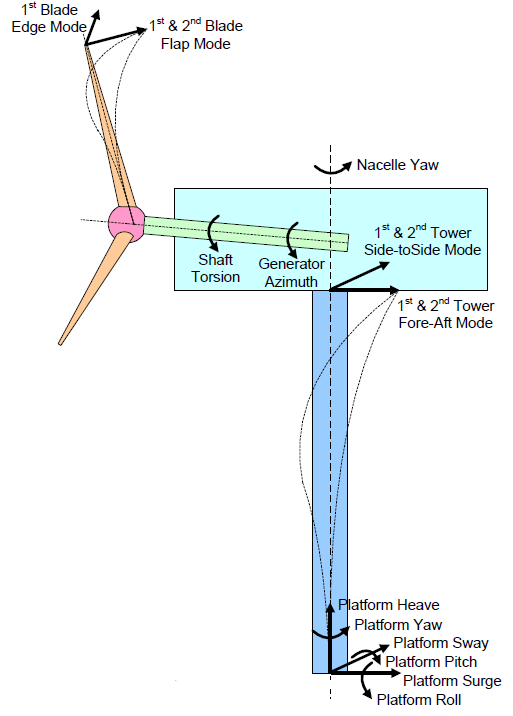 1st Blade
Edge Mode
1st & 2nd Blade
Flap Mode
Nacelle Yaw
1st & 2nd Tower
Side-toSide Mode
Shaft
Torsion
Generator
Azimuth
1st & 2nd Tower
Fore-Aft Mode
Platform Heave
Platform Yaw
Platform Sway
Platform Pitch
Platform Surge
Platform Roll